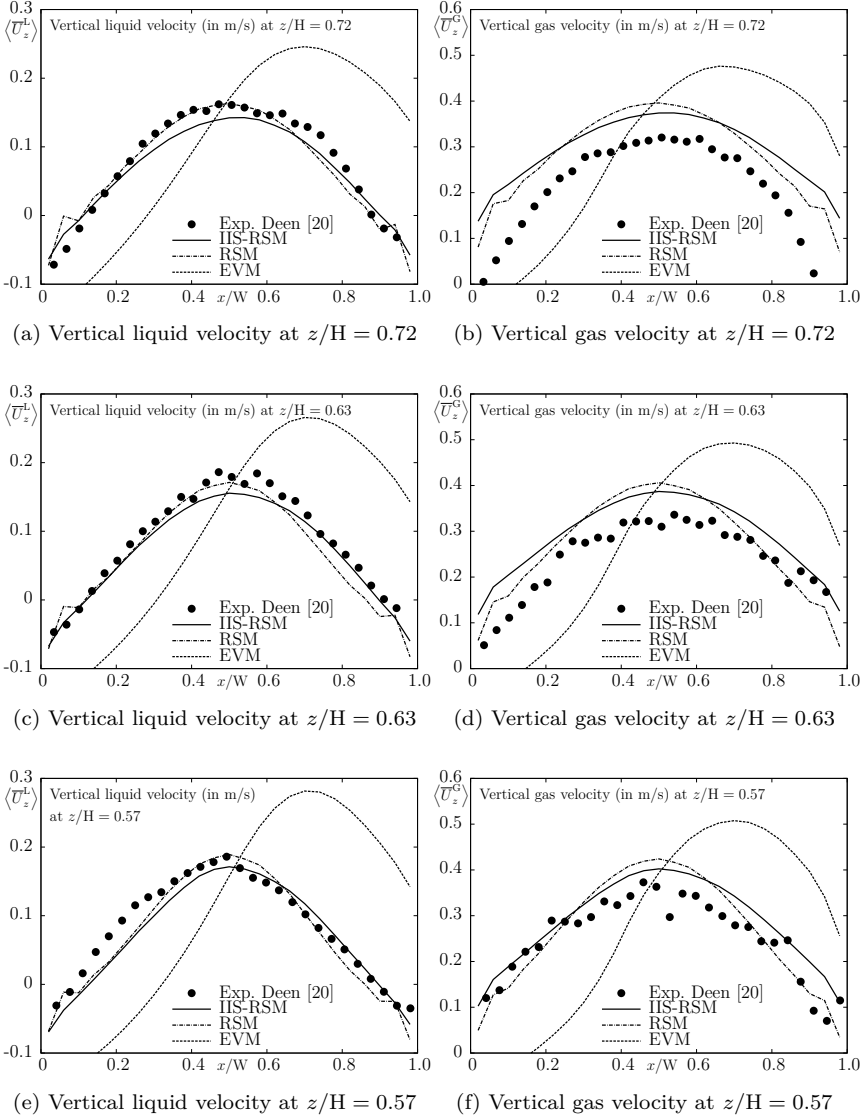 0.3
⟨U̅_z^L⟩ Vertical liquid velocity (in m/s) at z/H = 0.72
0.2
0.1
0
-0.1
Exp. Deen [20]
IIS-RSM
RSM
EVM
0 0.2 0.4 x/W 0.6 0.8 1.0
(a) Vertical liquid velocity at z/H = 0.72
0.6
⟨U̅_z^G⟩ Vertical gas velocity (in m/s) at z/H = 0.72
0.5
0.4
0.3
0.2
0.1
0
Exp. Deen [20]
IIS-RSM
RSM
EVM
0 0.2 0.4 x/W 0.6 0.8 1.0
(b) Vertical gas velocity at z/H = 0.72
0.3
⟨U̅_z^L⟩ Vertical liquid velocity (in m/s) at z/H = 0.63
0.2
0.1
0
-0.1
Exp. Deen [20]
IIS-RSM
RSM
EVM
0 0.2 0.4 x/W 0.6 0.8 1.0
(c) Vertical liquid velocity at z/H = 0.63
0.6
⟨U̅_z^G⟩ Vertical gas velocity (in m/s) at z/H = 0.63
0.5
0.4
0.3
0.2
0.1
0
Exp. Deen [20]
IIS-RSM
RSM
EVM
0 0.2 0.4 x/W 0.6 0.8 1.0
(d) Vertical gas velocity at z/H = 0.63
0.3
⟨U̅_z^L⟩ Vertical liquid velocity (in m/s)
at z/H = 0.57
0.2
0.1
0
-0.1
Exp. Deen [20]
IIS-RSM
RSM
EVM
0 0.2 0.4 x/W 0.6 0.8 1.0
(e) Vertical liquid velocity at z/H = 0.57
0.6
⟨U̅_z^G⟩ Vertical gas velocity (in m/s) at z/H = 0.57
0.5
0.4
0.3
0.2
0.1
0
Exp. Deen [20]
IIS-RSM
RSM
EVM
0 0.2 0.4 x/W 0.6 0.8 1.0
(f) Vertical gas velocity at z/H = 0.57